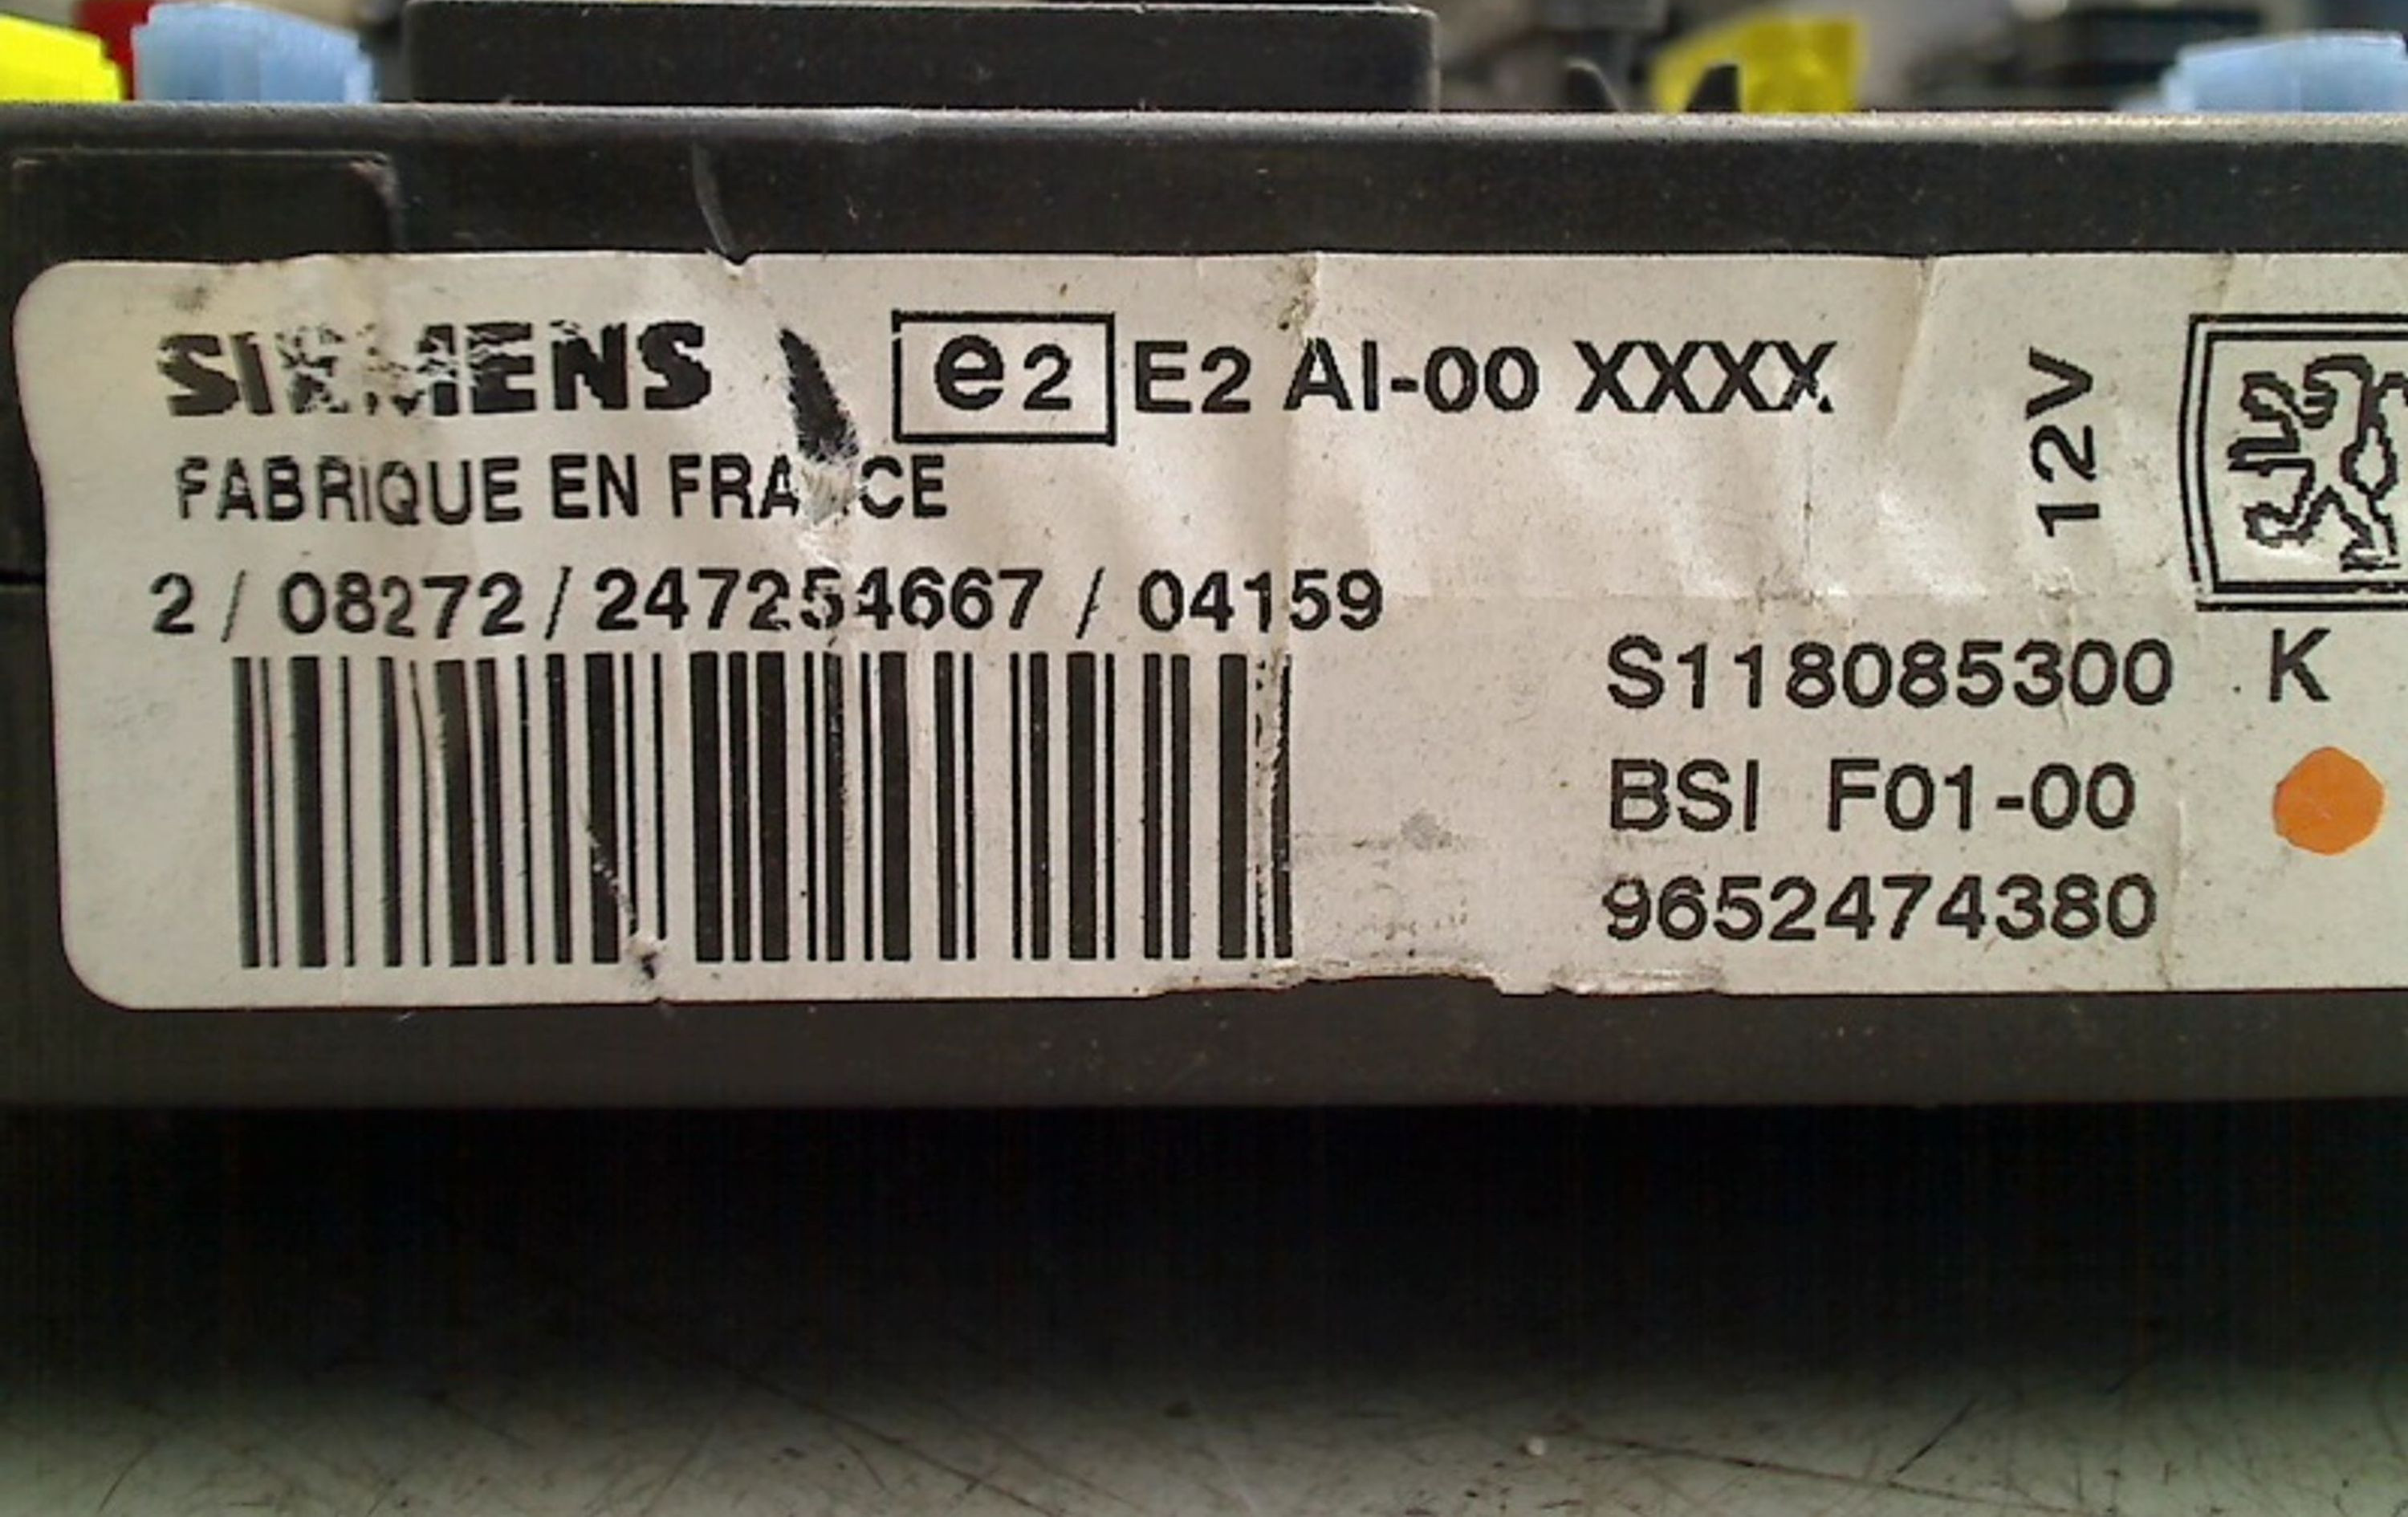 SIEMENS e2 E2 AI-00 XXXX
12V
FABRIQUE EN FRANCE
2 / 08272 / 247254667 / 04159
S118085300 K
BSI F01-00
9652474380